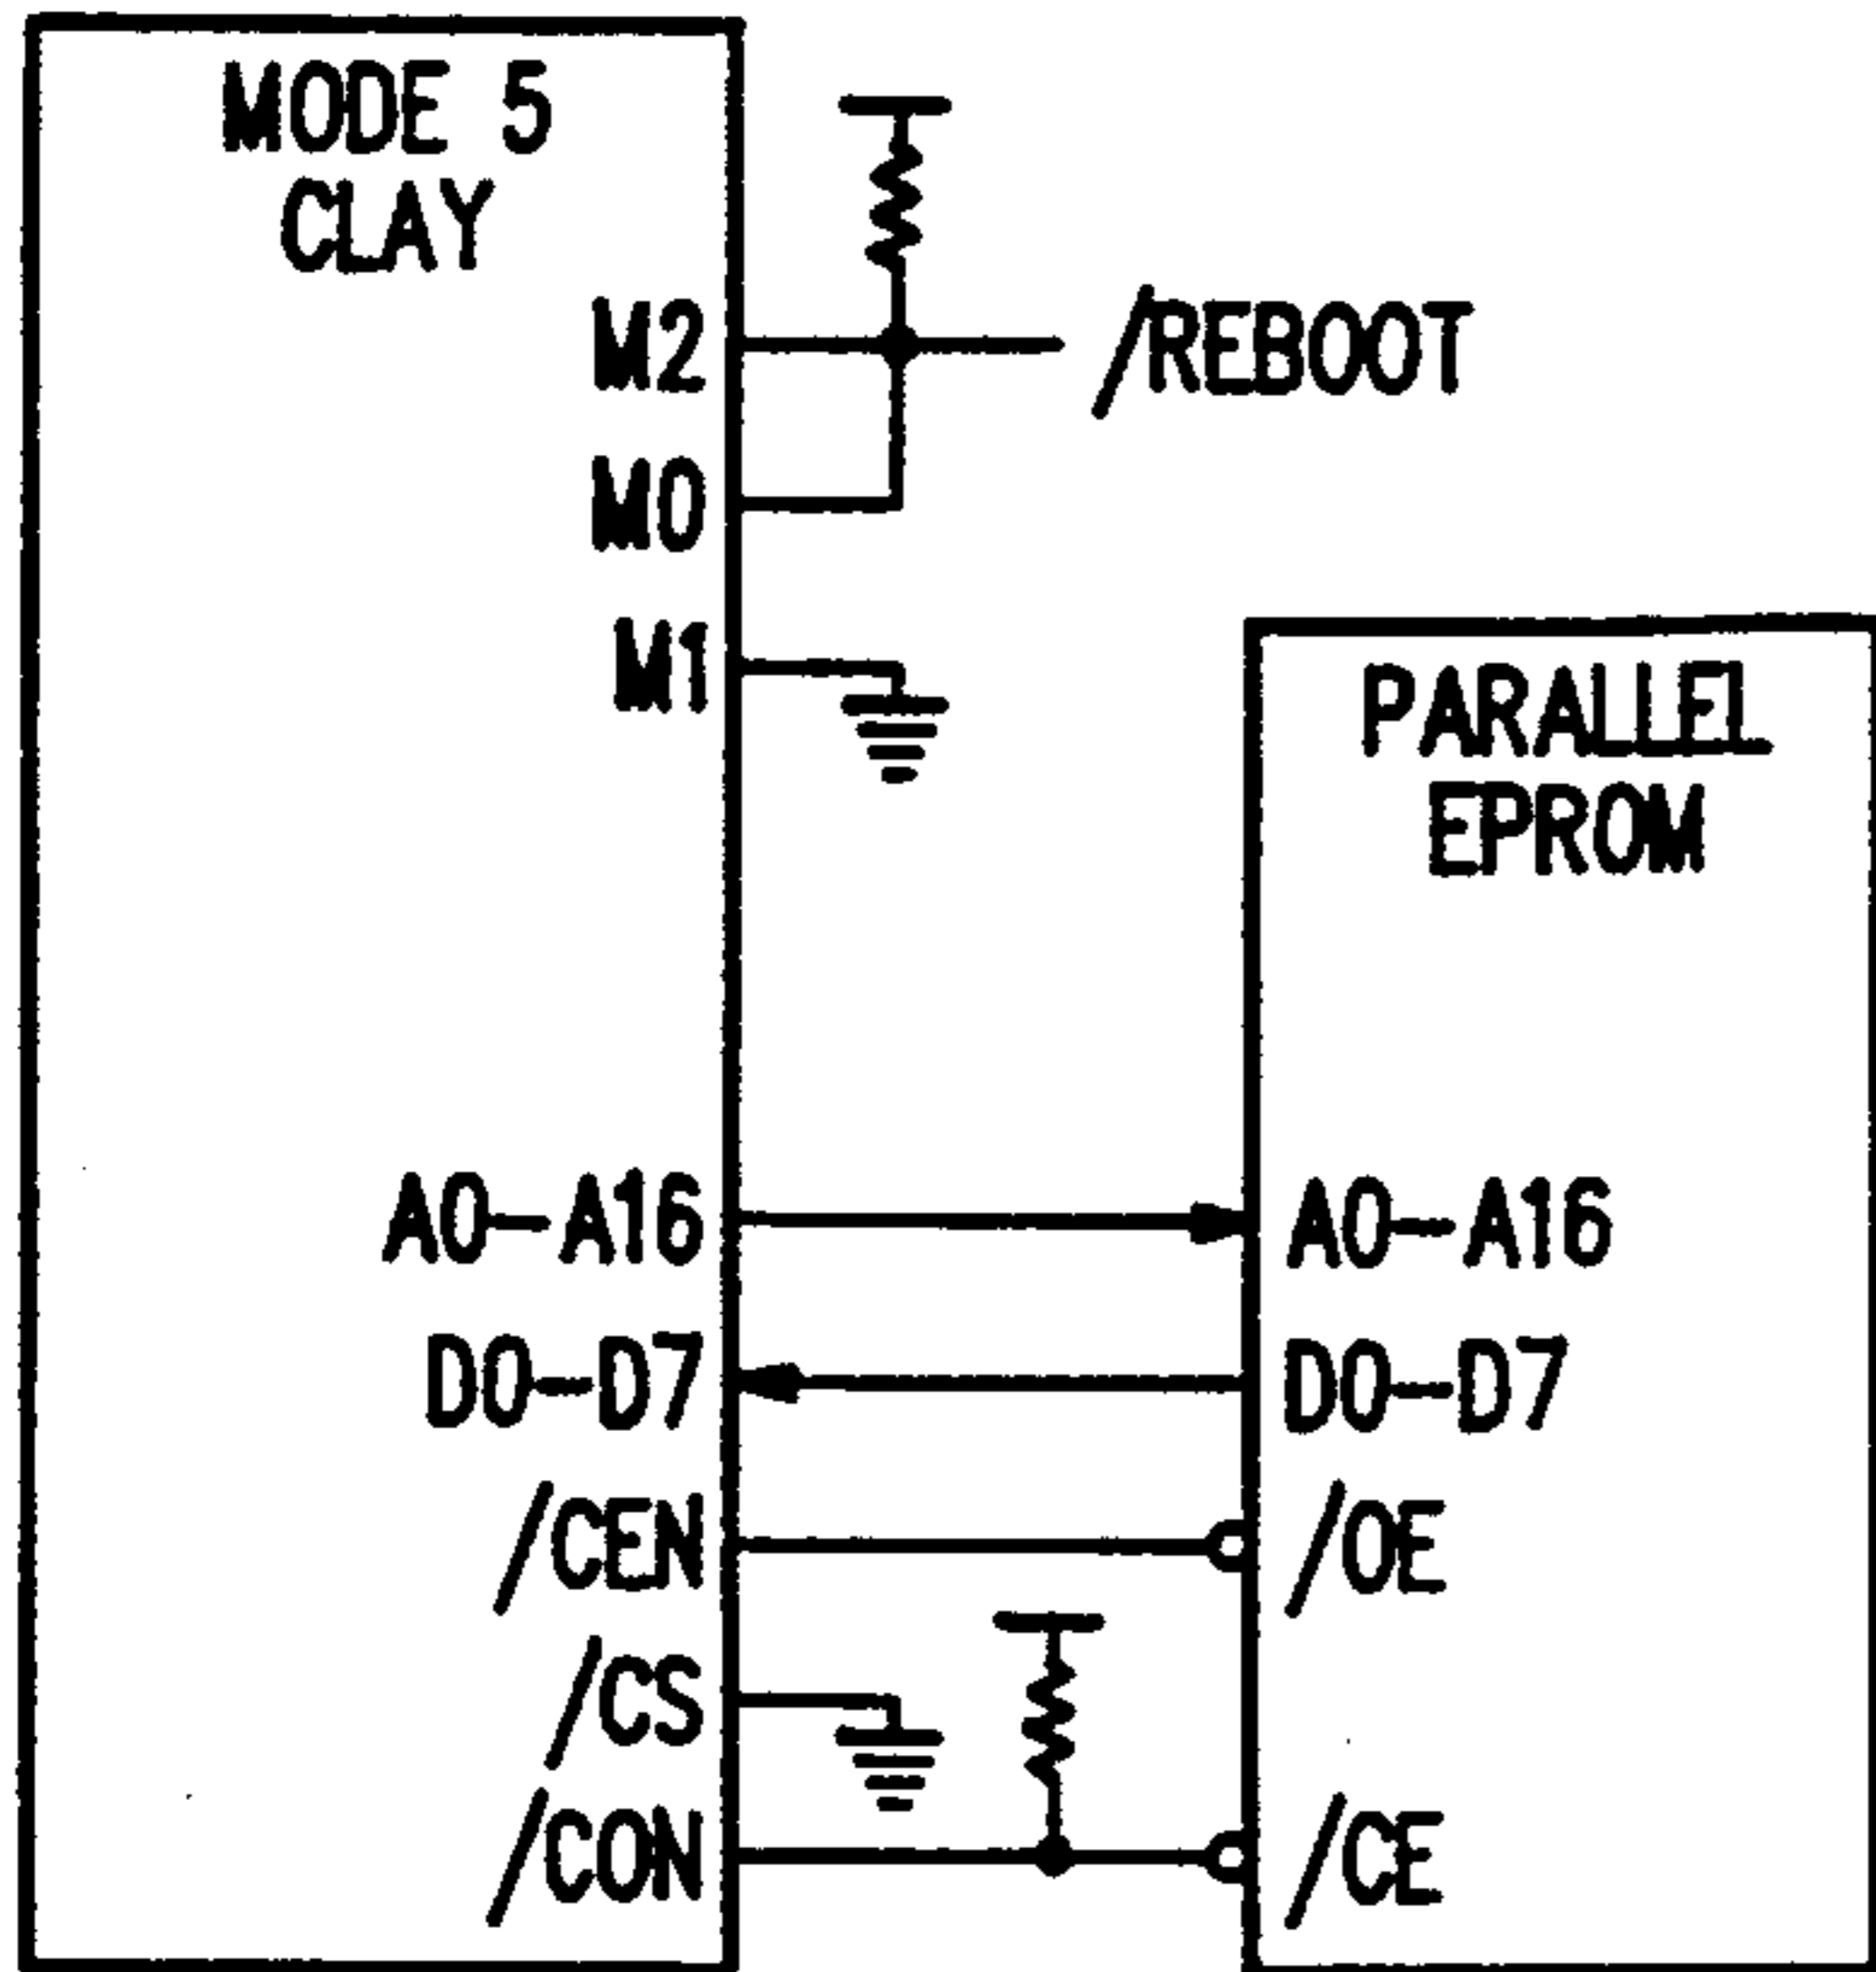 MODE 5
CLAY
M2
/REBOOT
M0
M1
PARALLEL
EPROM
A0-A16
A0-A16
D0-D7
D0-D7
/CEN
/OE
/CS
/CON
/CE